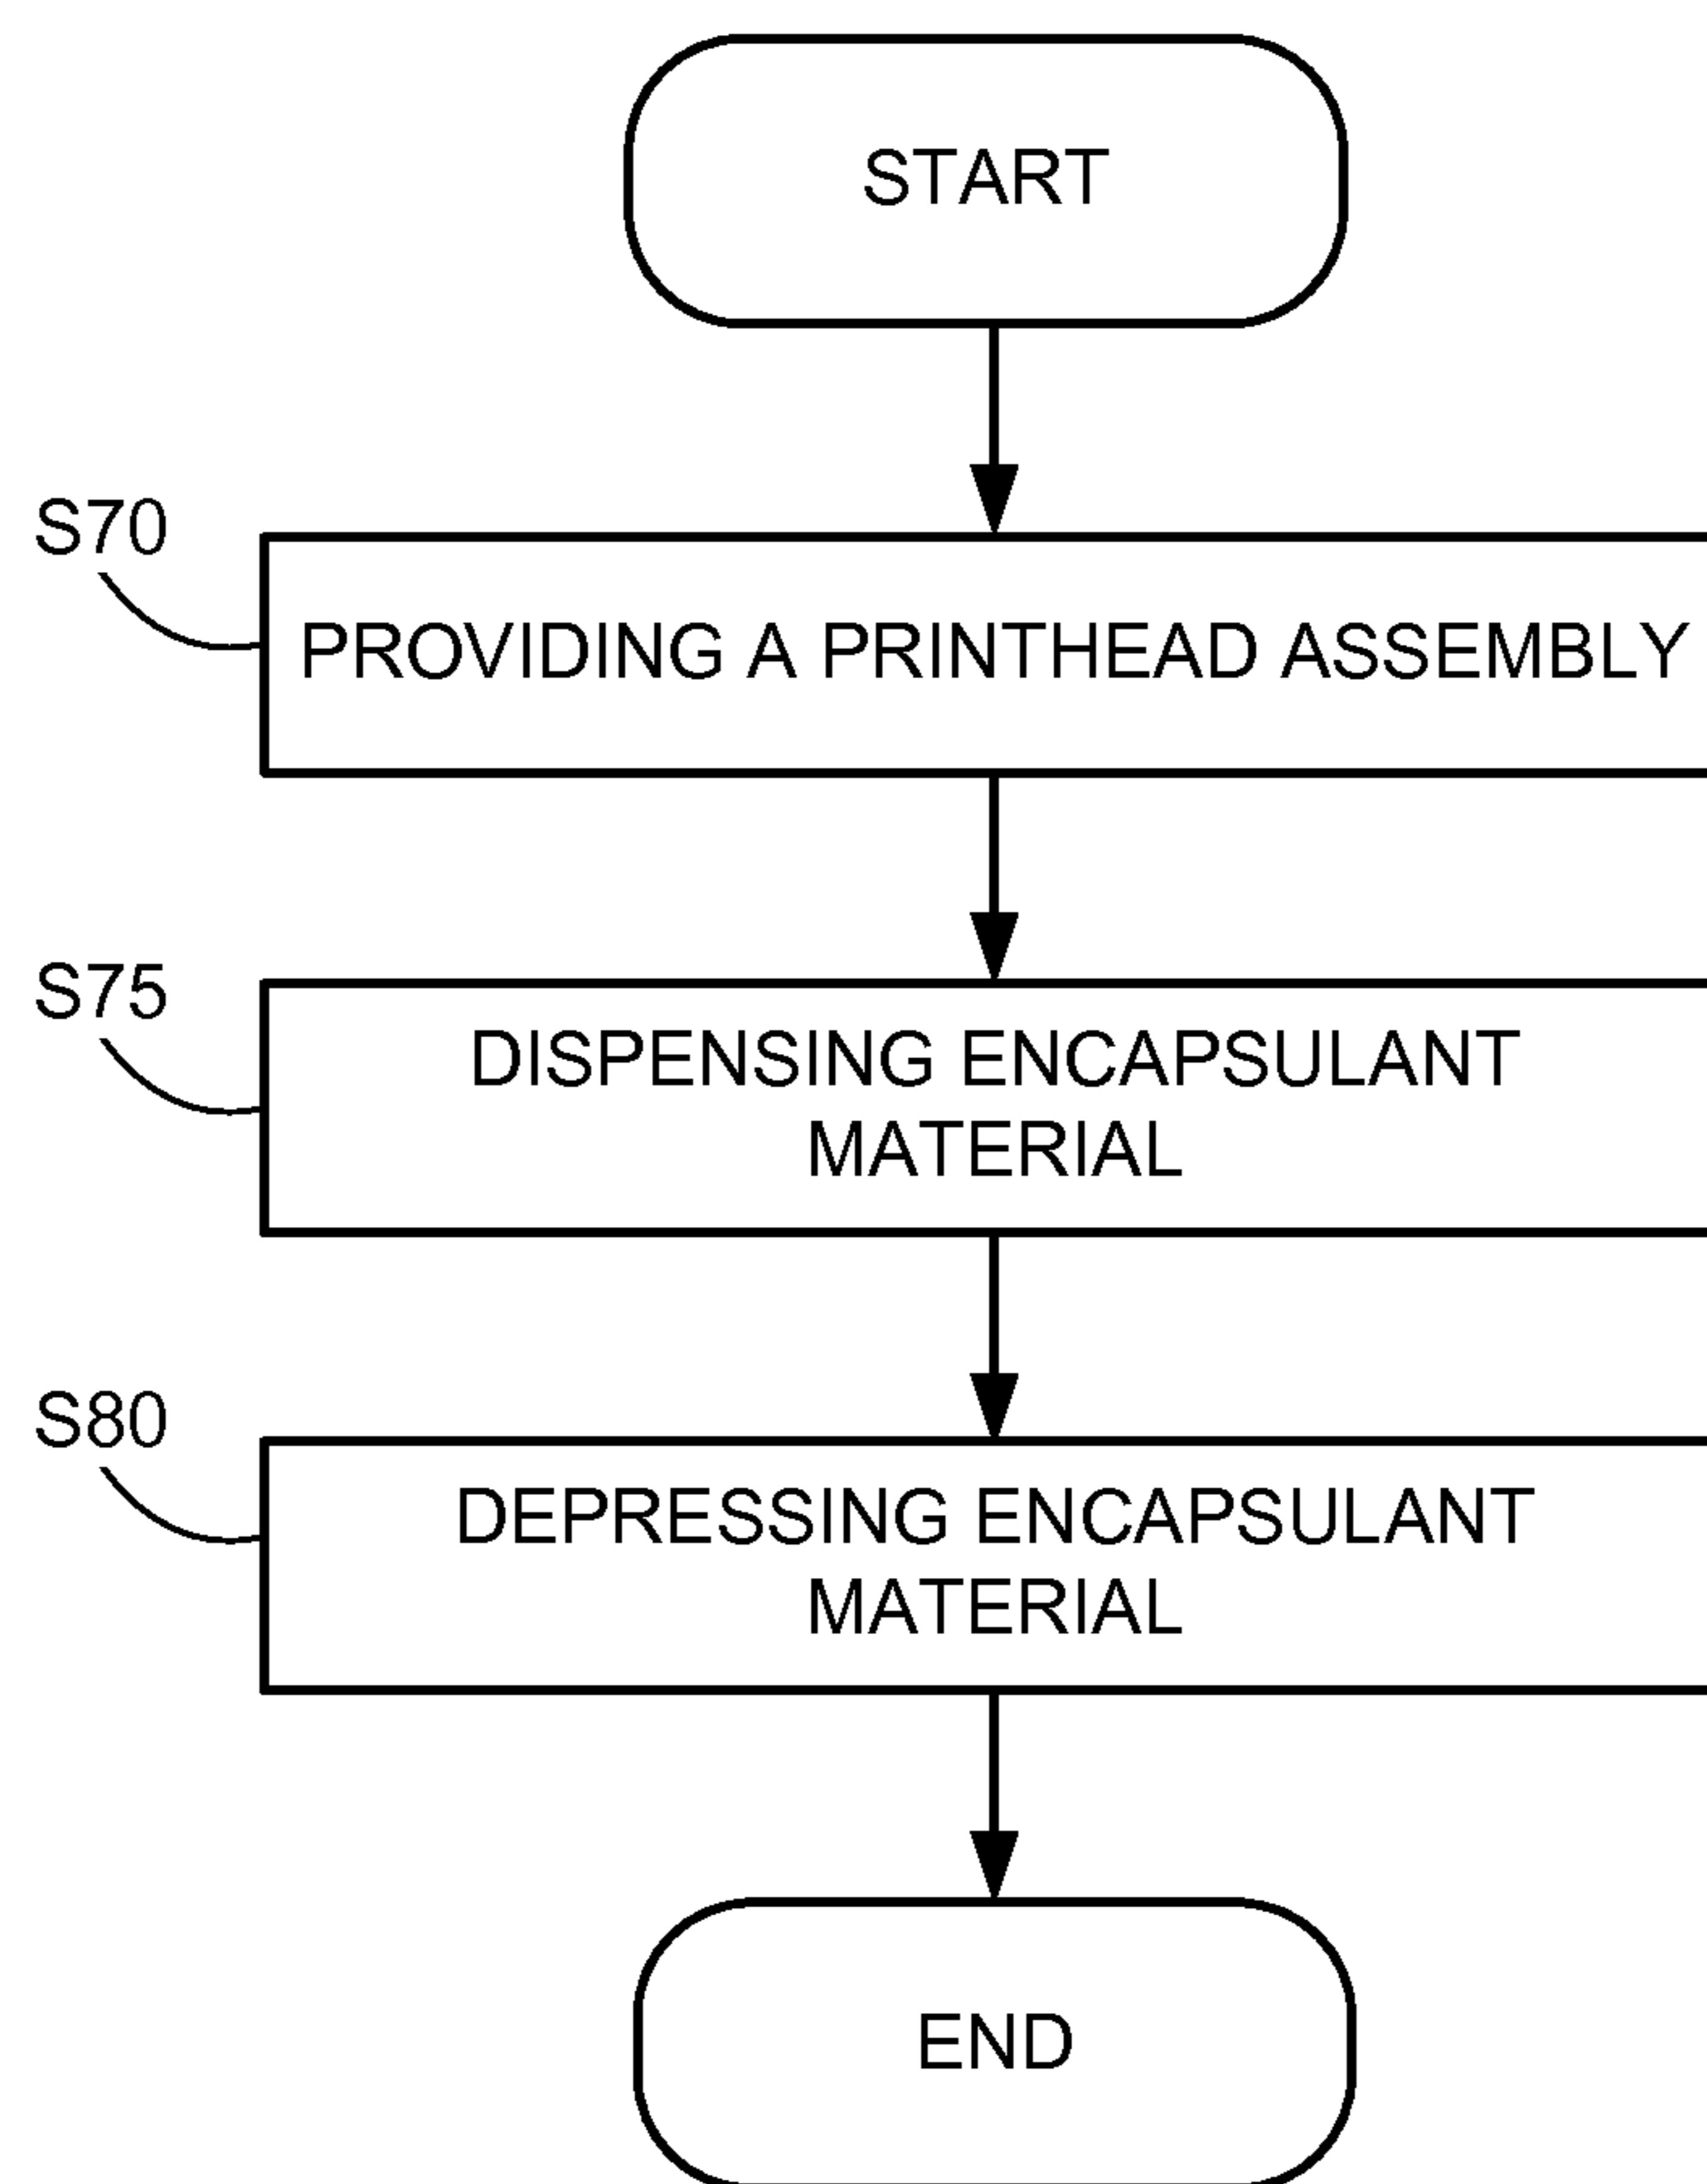 START
S70
PROVIDING A PRINTHEAD ASSEMBLY
S75
DISPENSING ENCAPSULANT
MATERIAL
S80
DEPRESSING ENCAPSULANT
MATERIAL
END